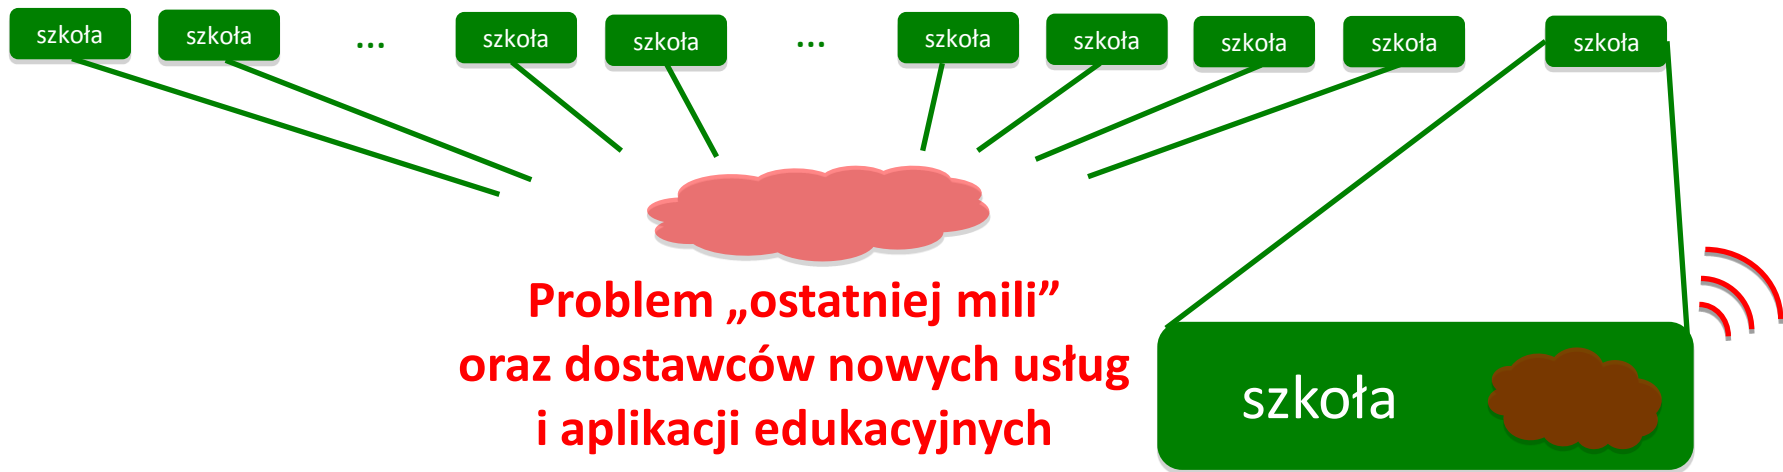 szkoła szkoła ... szkoła szkoła ... szkoła szkoła szkoła szkoła szkoła
Problem „ostatniej mili”
oraz dostawców nowych usług
i aplikacji edukacyjnych
szkoła